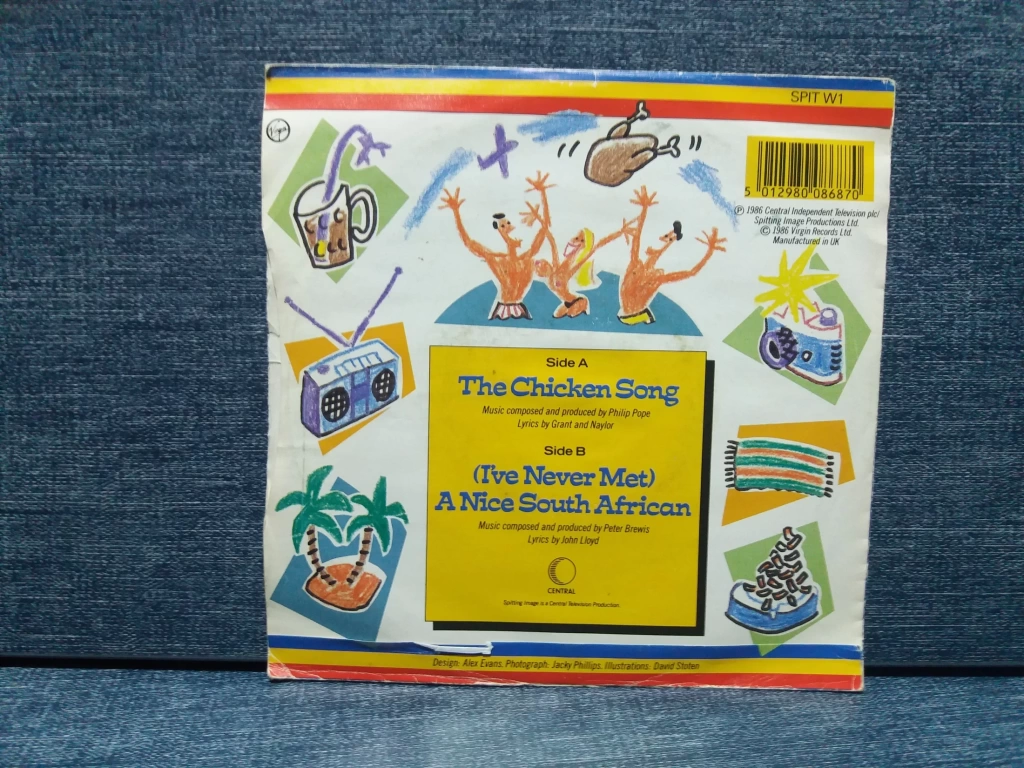 SPIT W1
Virgin
5 012980 086870
Ⓟ 1986 Central Independent Television plc/
Spitting Image Productions Ltd.
© 1986 Virgin Records Ltd.
Manufactured in UK
Side A
The Chicken Song
Music composed and produced by Philip Pope
Lyrics by Grant and Naylor
Side B
(I've Never Met)
A Nice South African
Music composed and produced by Peter Brewis
Lyrics by John Lloyd
CENTRAL
Spitting Image is a Central Television Production.
Design: Alex Evans. Photograph: Jacky Phillips. Illustrations: David Stoten